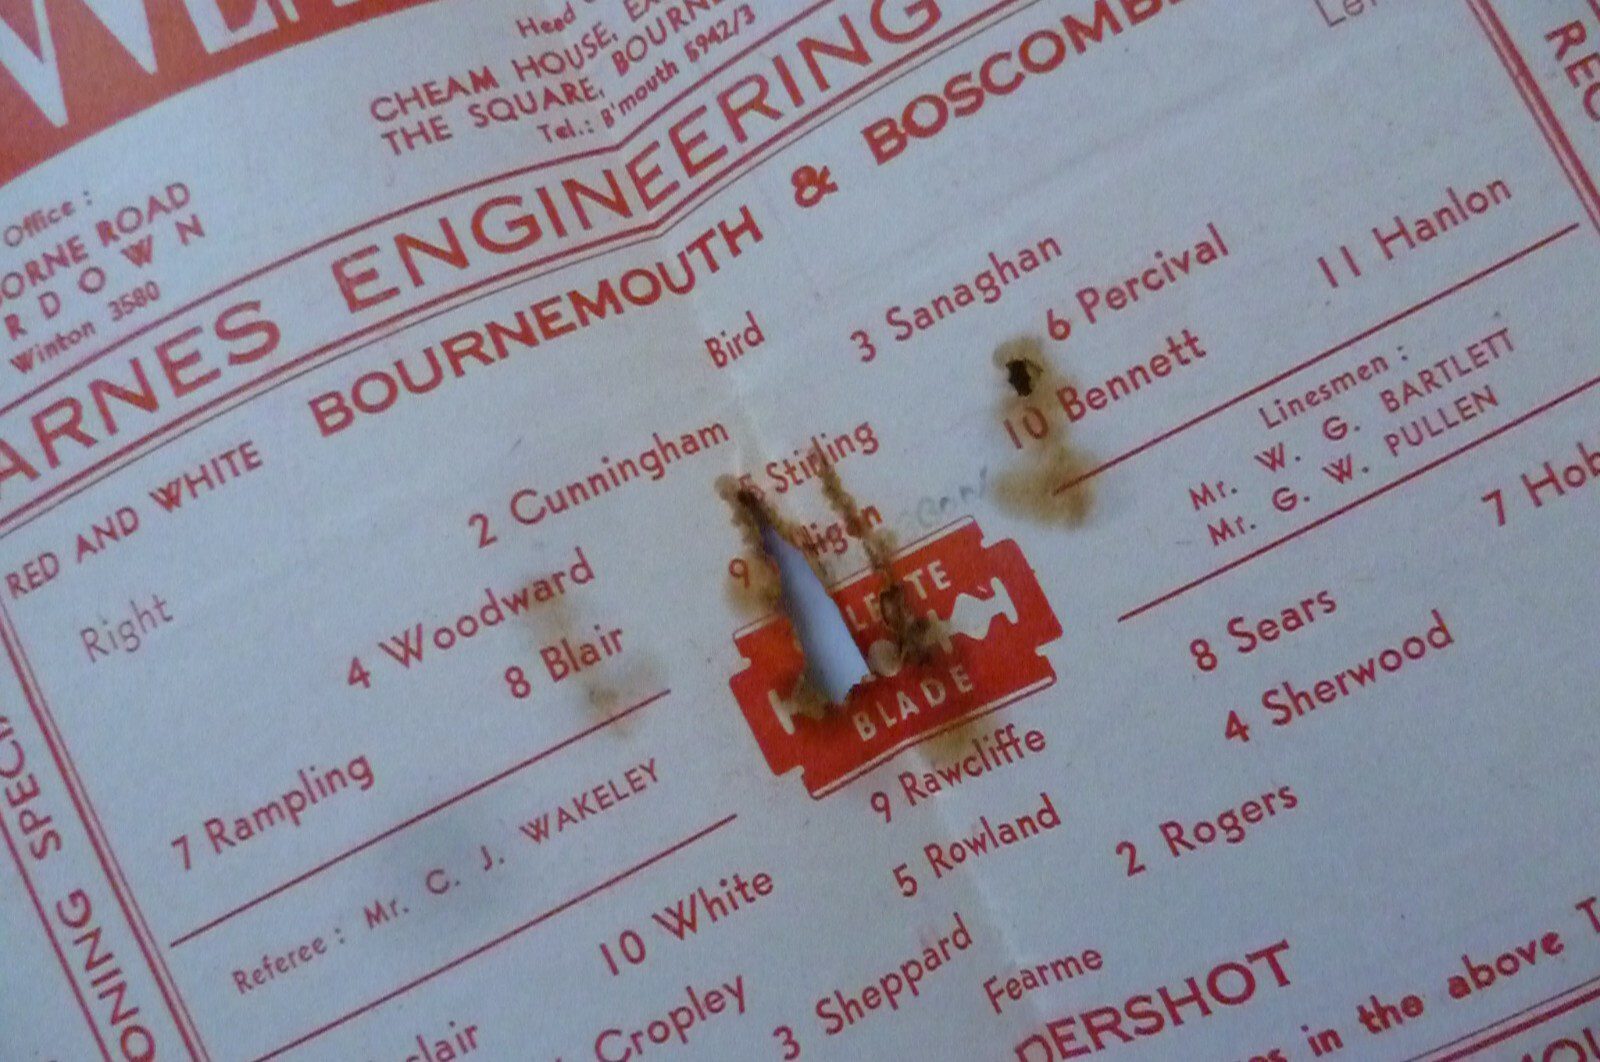 Head
CHEAM HOUSE,
THE SQUARE, BOURN
Tel.: B'mouth 5942/3
Office :
ORNE ROAD
R D O W N
Winton 3580
ARNES ENGINEERING
RED AND WHITE BOURNEMOUTH & BOSCOMB
Right
Bird
2 Cunningham 3 Sanaghan
4 Woodward 5 Stirling 6 Percival
7 Rampling 8 Blair 9 10 Bennett 11 Hanlon
Referee : Mr. C. J. WAKELEY
BLADE
Linesmen :
Mr. W. G. BARTLETT
Mr. G. W. PULLEN
10 White 9 Rawcliffe 8 Sears 7 Hob
Cropley 5 Rowland 4 Sherwood
3 Sheppard 2 Rogers
Fearme
DERSHOT
in the above